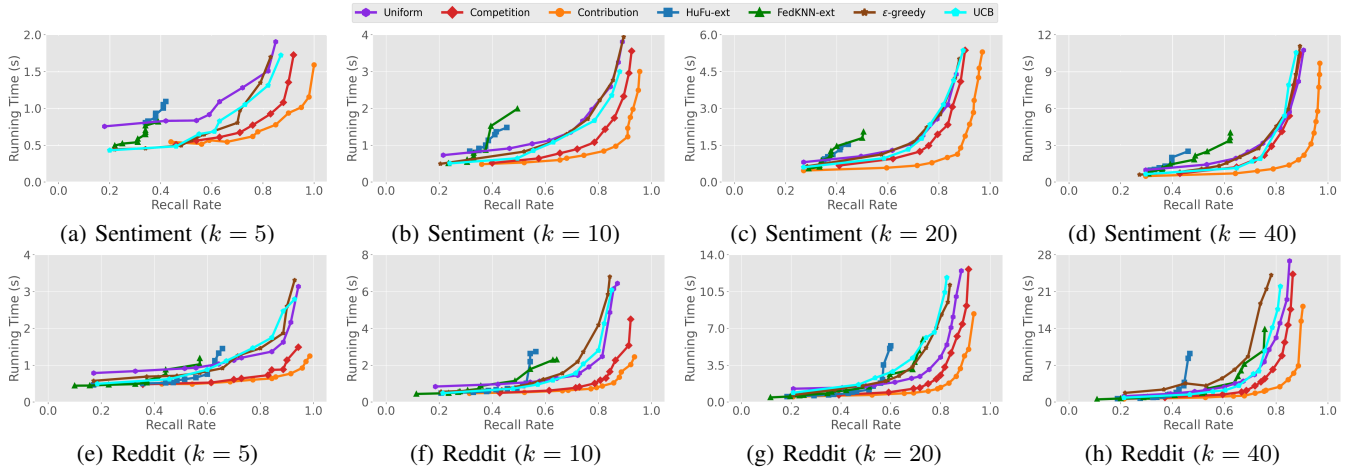 Uniform Competition Contribution HuFu-ext FedKNN-ext ε-greedy UCB
Running Time (s)
2.0
1.5
1.0
0.5
0.0
0.0 0.2 0.4 0.6 0.8 1.0
Recall Rate
(a) Sentiment (k = 5)
Running Time (s)
4
3
2
1
0
0.0 0.2 0.4 0.6 0.8 1.0
Recall Rate
(b) Sentiment (k = 10)
Running Time (s)
6.0
4.5
3.0
1.5
0.0
0.0 0.2 0.4 0.6 0.8 1.0
Recall Rate
(c) Sentiment (k = 20)
Running Time (s)
12
9
6
3
0
0.0 0.2 0.4 0.6 0.8 1.0
Recall Rate
(d) Sentiment (k = 40)
Running Time (s)
4
3
2
1
0
0.0 0.2 0.4 0.6 0.8 1.0
Recall Rate
(e) Reddit (k = 5)
Running Time (s)
8
6
4
2
0
0.0 0.2 0.4 0.6 0.8 1.0
Recall Rate
(f) Reddit (k = 10)
Running Time (s)
14.0
10.5
7.0
3.5
0.0
0.0 0.2 0.4 0.6 0.8 1.0
Recall Rate
(g) Reddit (k = 20)
Running Time (s)
28
21
14
7
0
0.0 0.2 0.4 0.6 0.8 1.0
Recall Rate
(h) Reddit (k = 40)